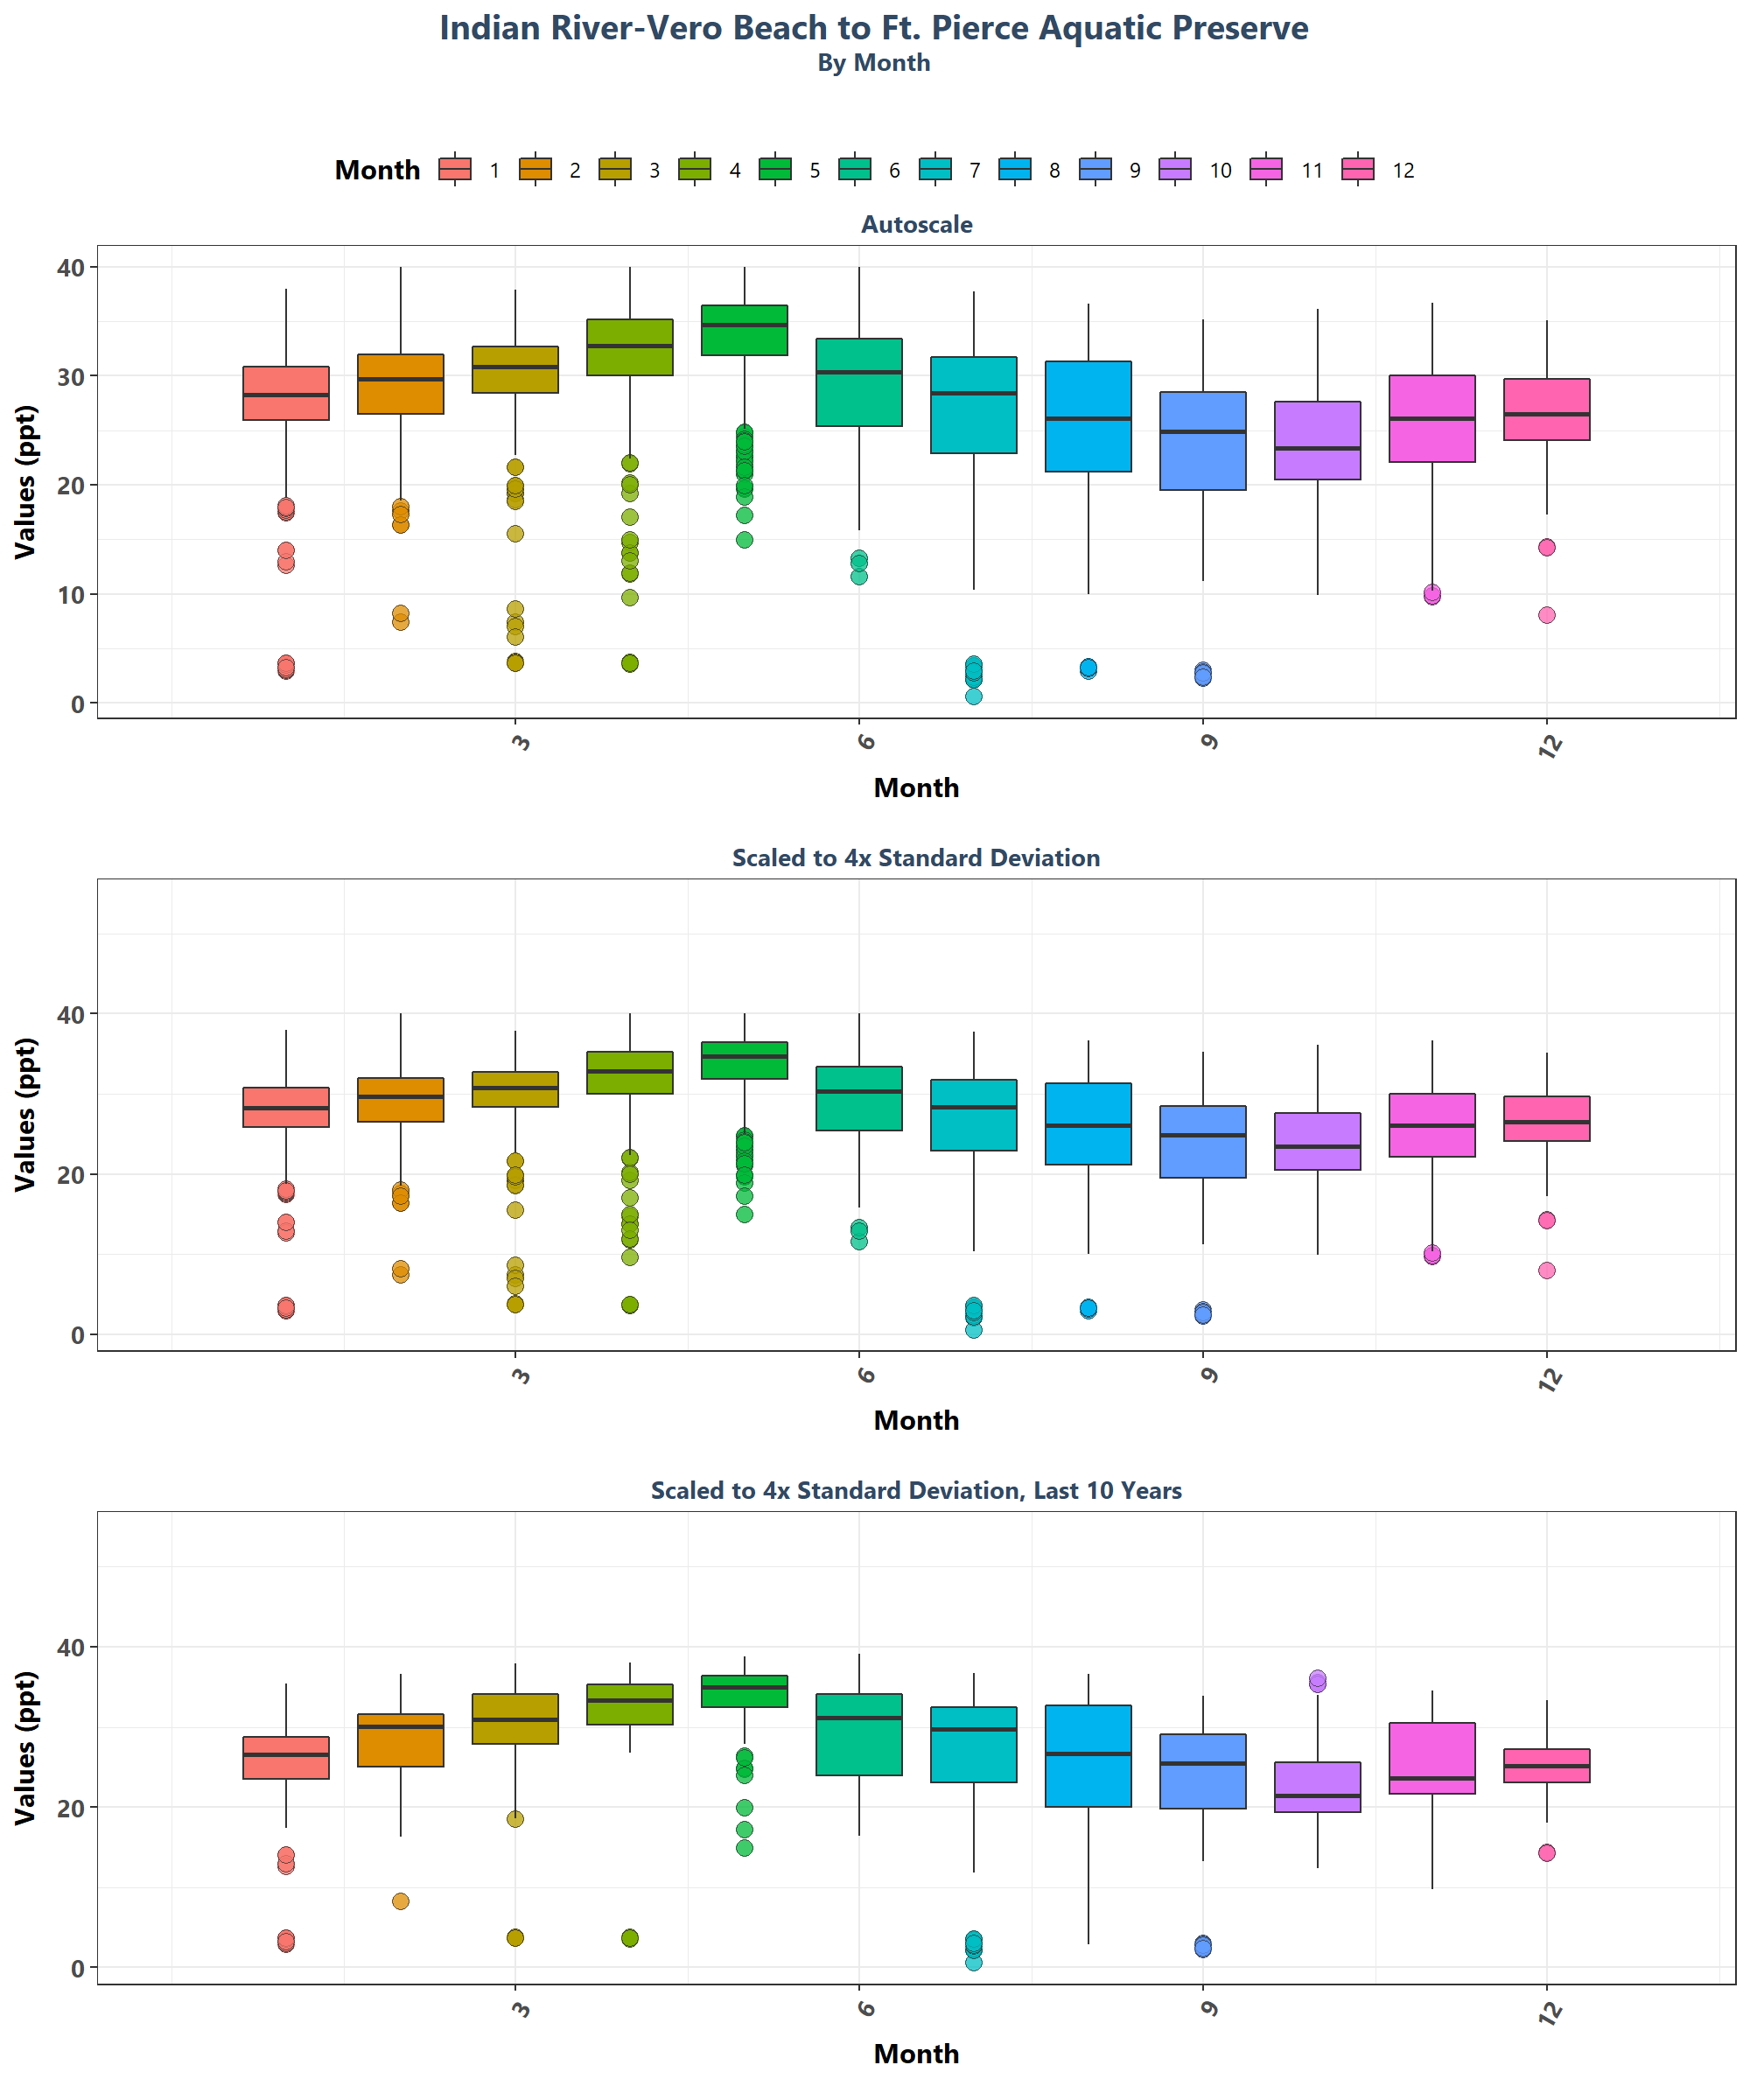 Indian River-Vero Beach to Ft. Pierce Aquatic Preserve
By Month
Month 1 2 3 4 5 6 7 8 9 10 11 12
Autoscale
Values (ppt)
40
30
20
10
0
3 6 9 12
Month
Scaled to 4x Standard Deviation
Values (ppt)
40
20
0
3 6 9 12
Month
Scaled to 4x Standard Deviation, Last 10 Years
Values (ppt)
40
20
0
3 6 9 12
Month